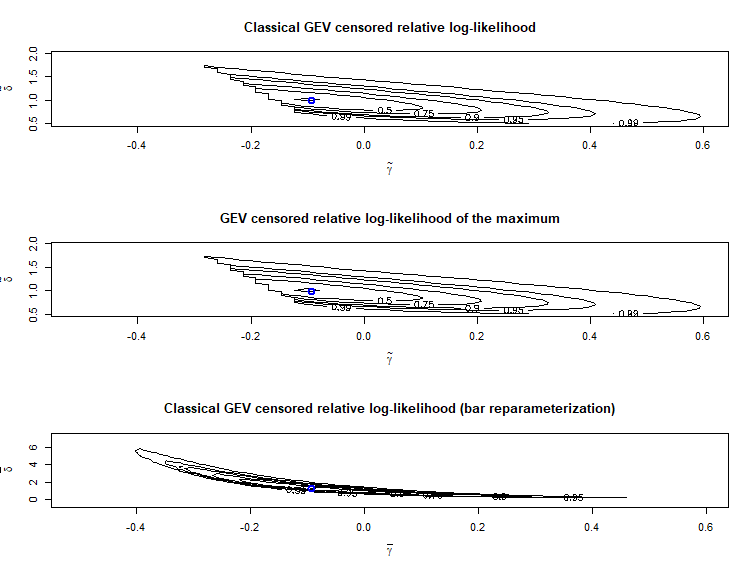 Classical GEV censored relative log-likelihood
2.0
1.5
1.0
0.5
δ̃
0.5
0.75
0.9
0.95
0.99
0.99
-0.4 -0.2 0.0 0.2 0.4 0.6
γ̃
GEV censored relative log-likelihood of the maximum
2.0
1.5
1.0
0.5
δ̃
0.5
0.75
0.9
0.95
0.99
0.99
-0.4 -0.2 0.0 0.2 0.4 0.6
γ̃
Classical GEV censored relative log-likelihood (bar reparameterization)
6
4
2
0
δ̄
0.95
-0.4 -0.2 0.0 0.2 0.4 0.6
γ̄